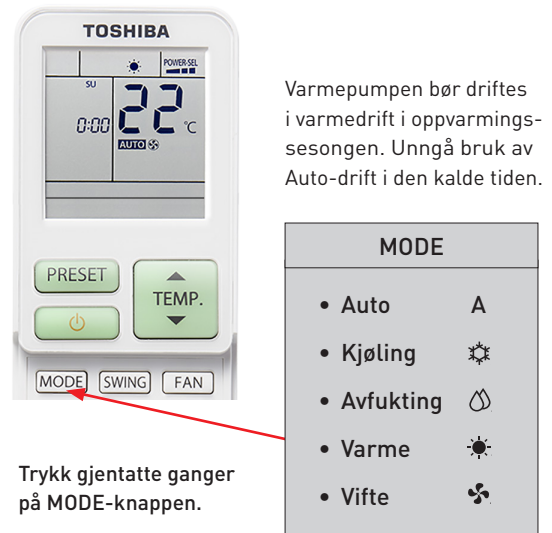 TOSHIBA
POWER-SEL
SU
0:00 22 °C
AUTO
PRESET
TEMP.
MODE SWING FAN
Varmepumpen bør driftes
i varmedrift i oppvarmings-
sesongen. Unngå bruk av
Auto-drift i den kalde tiden.
MODE
• Auto A
• Kjøling
• Avfukting
• Varme
• Vifte
Trykk gjentatte ganger
på MODE-knappen.